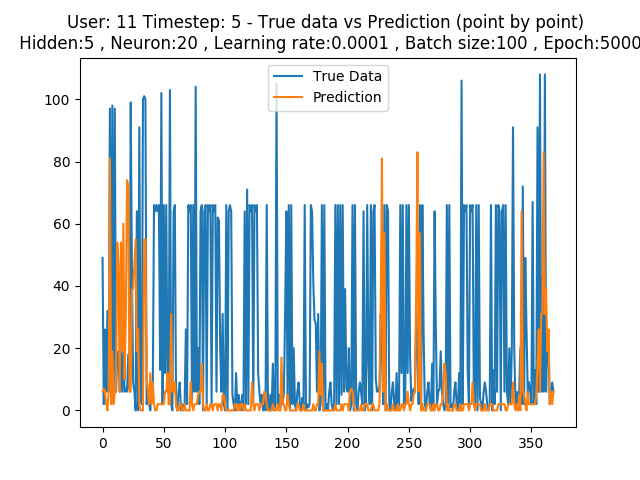 User: 11 Timestep: 5 - True data vs Prediction (point by point)
Hidden:5 , Neuron:20 , Learning rate:0.0001 , Batch size:100 , Epoch:5000
True Data
Prediction
100
80
60
40
20
0
0 50 100 150 200 250 300 350